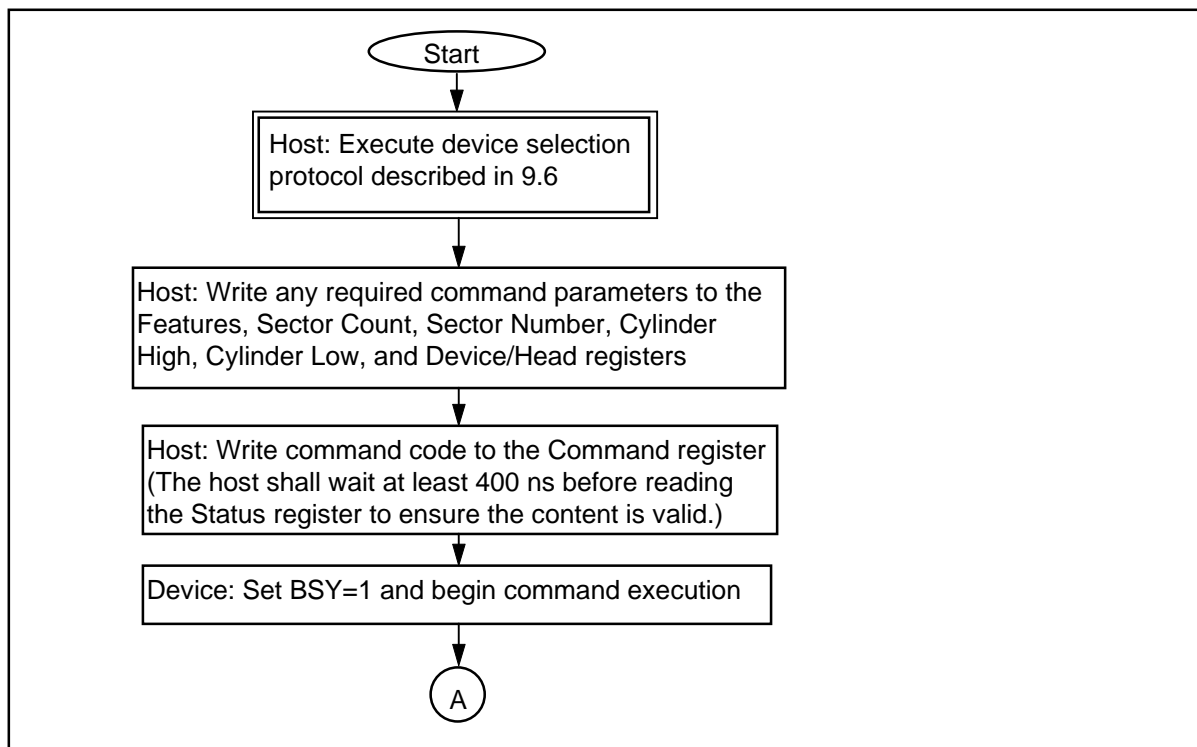 Start
Host: Execute device selection
protocol described in 9.6
Host: Write any required command parameters to the
Features, Sector Count, Sector Number, Cylinder
High, Cylinder Low, and Device/Head registers
Host: Write command code to the Command register
(The host shall wait at least 400 ns before reading
the Status register to ensure the content is valid.)
Device: Set BSY=1 and begin command execution
A